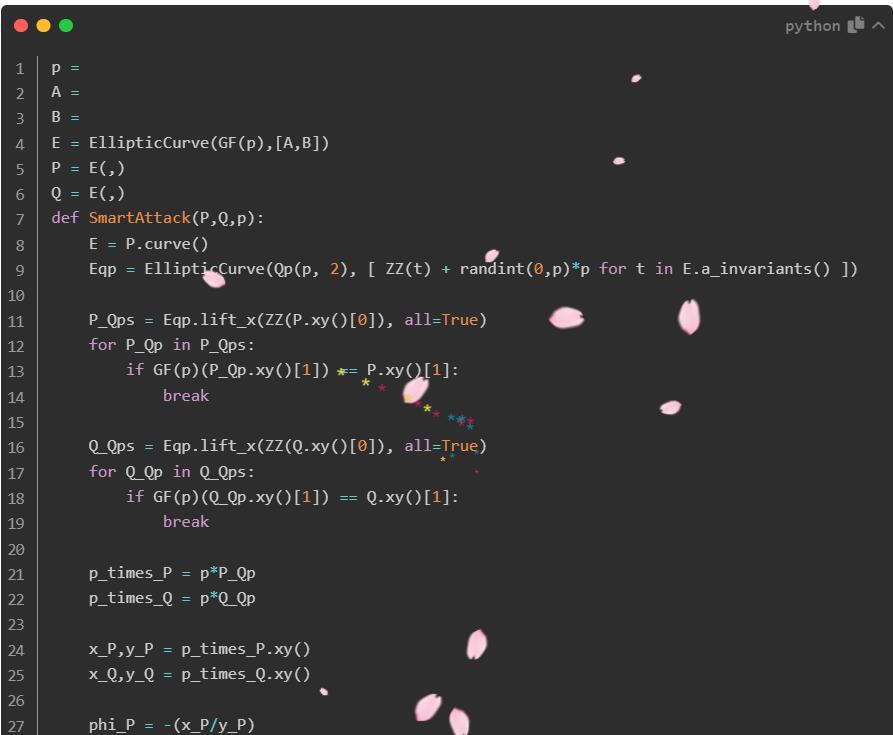 python
1 p =
2 A =
3 B =
4 E = EllipticCurve(GF(p),[A,B])
5 P = E(,)
6 Q = E(,)
7 def SmartAttack(P,Q,p):
8     E = P.curve()
9     Eqp = EllipticCurve(Qp(p, 2), [ ZZ(t) + randint(0,p)*p for t in E.a_invariants() ])
10
11     P_Qps = Eqp.lift_x(ZZ(P.xy()[0]), all=True)
12     for P_Qp in P_Qps:
13         if GF(p)(P_Qp.xy()[1]) == P.xy()[1]:
14             break
15
16     Q_Qps = Eqp.lift_x(ZZ(Q.xy()[0]), all=True)
17     for Q_Qp in Q_Qps:
18         if GF(p)(Q_Qp.xy()[1]) == Q.xy()[1]:
19             break
20
21     p_times_P = p*P_Qp
22     p_times_Q = p*Q_Qp
23
24     x_P,y_P = p_times_P.xy()
25     x_Q,y_Q = p_times_Q.xy()
26
27     phi_P = -(x_P/y_P)